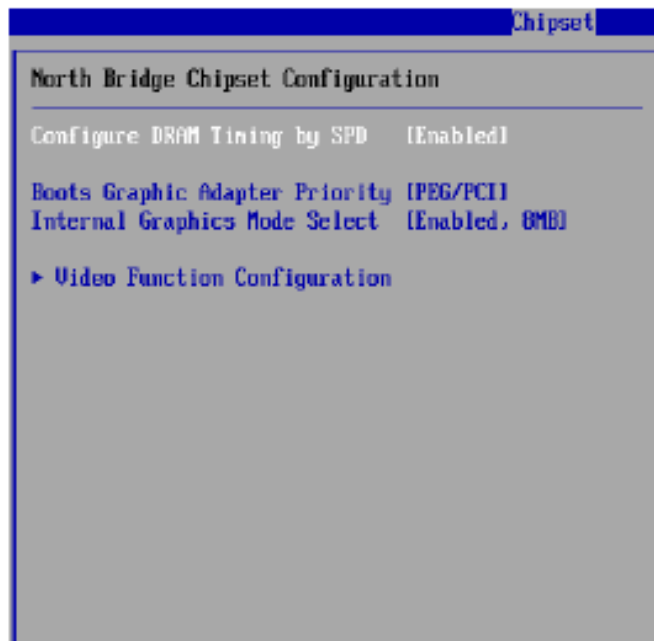 Chipset
North Bridge Chipset Configuration
Configure DRAM Timing by SPD [Enabled]
Boots Graphic Adapter Priority [PEG/PCI]
Internal Graphics Mode Select [Enabled, 8MB]
► Video Function Configuration